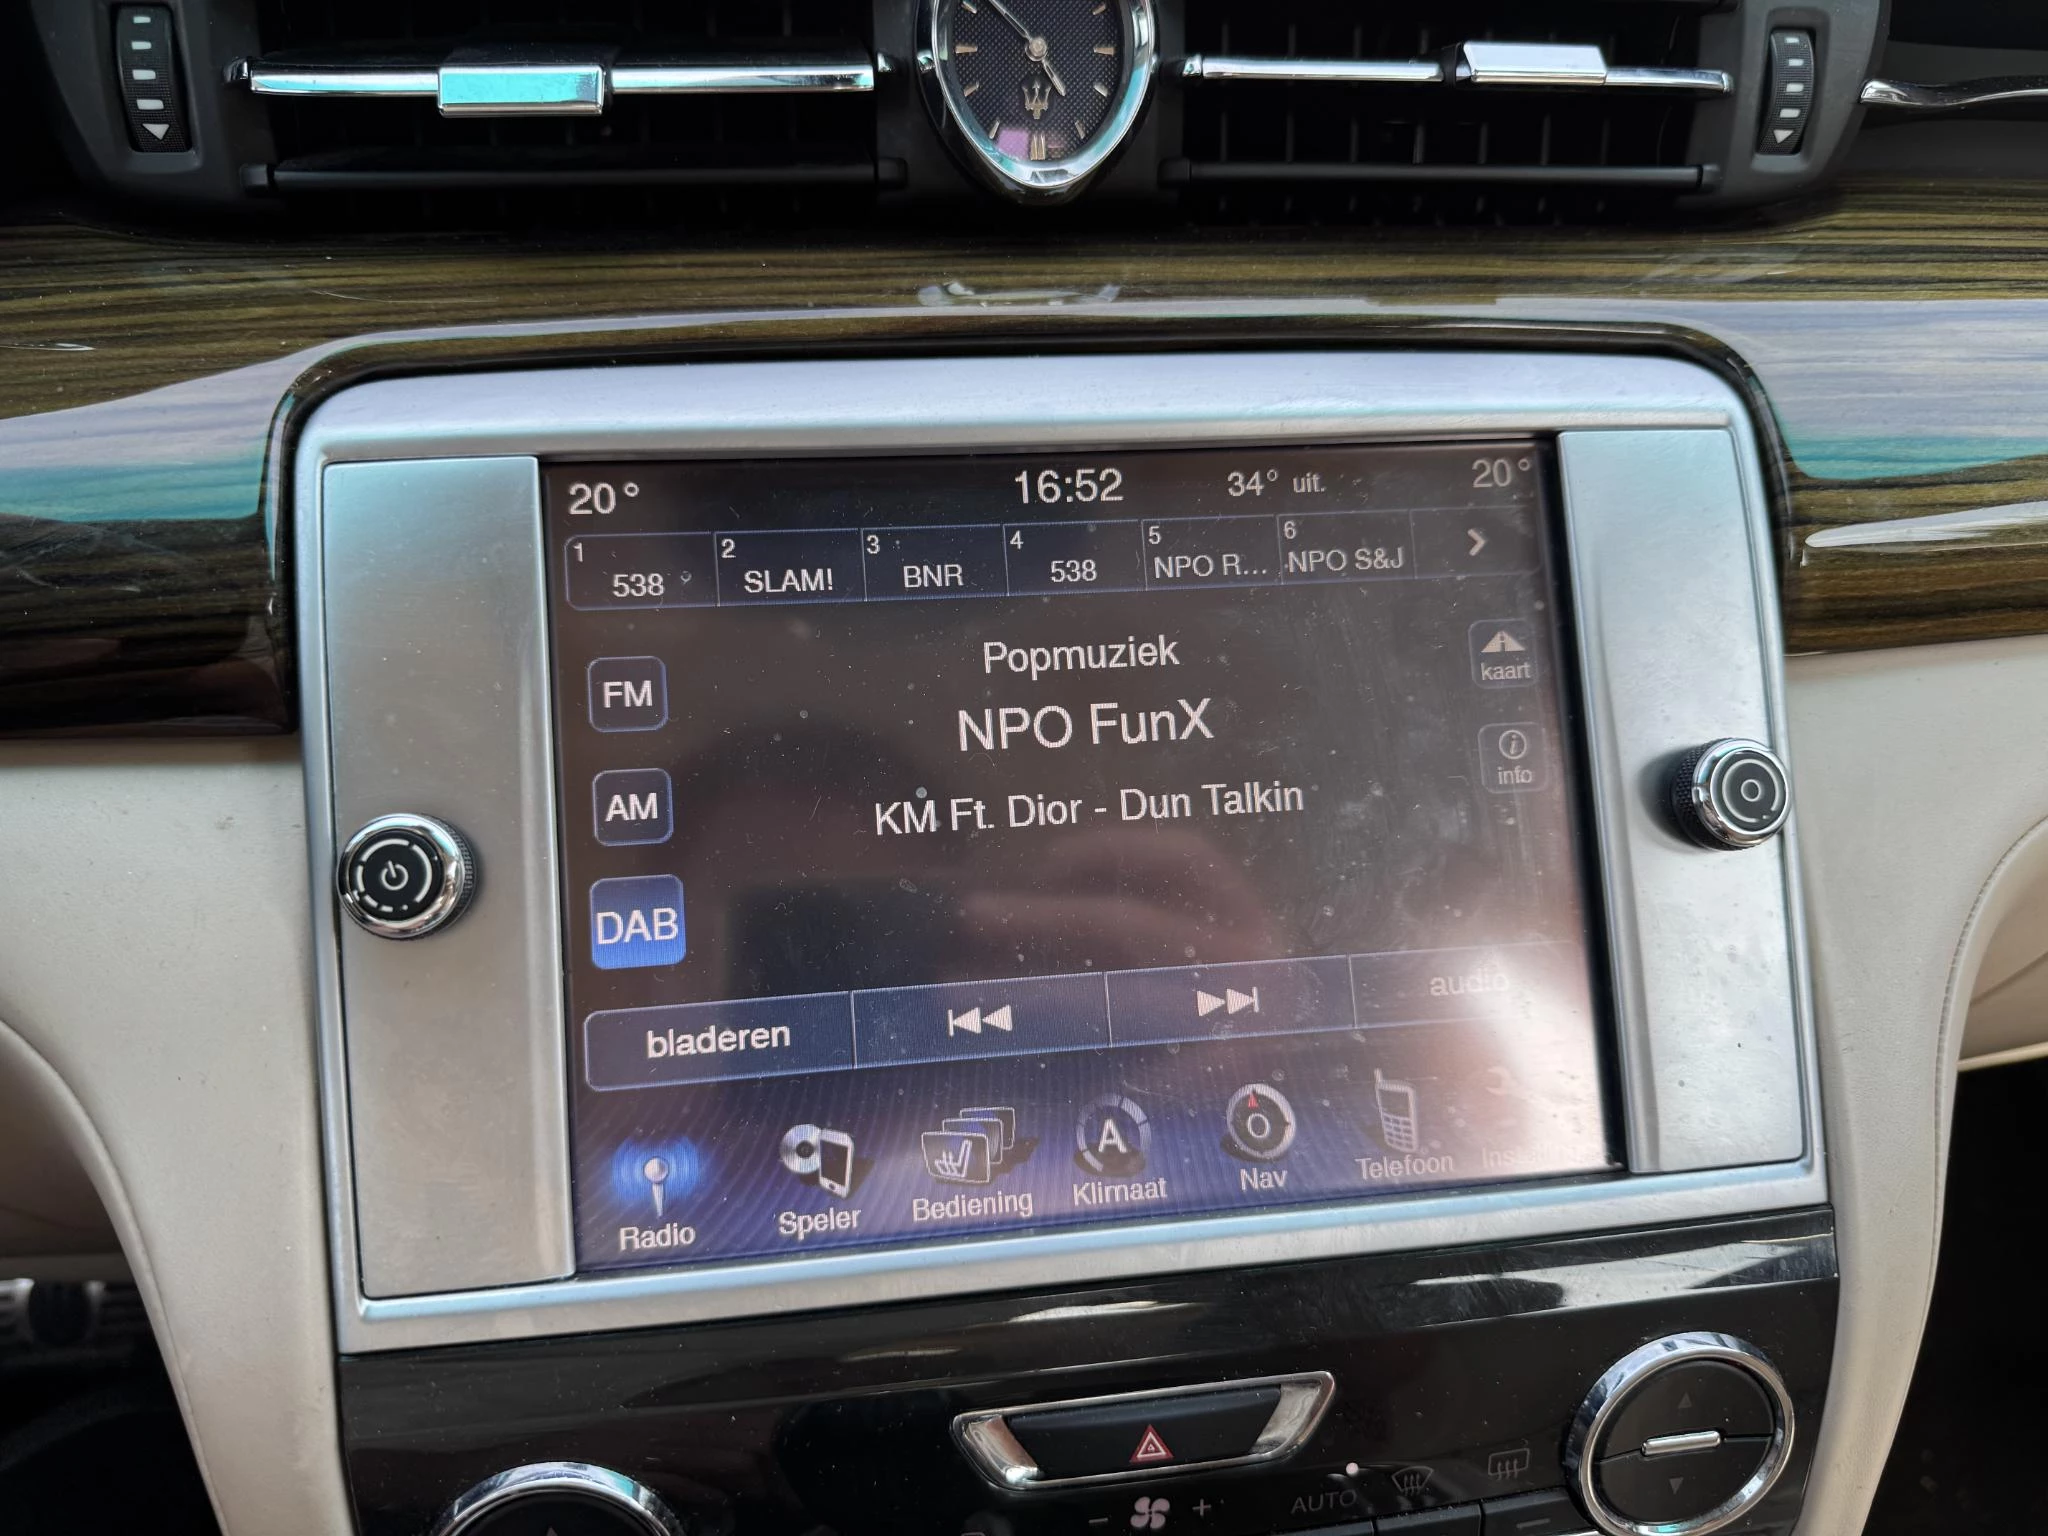 20° 16:52 34° uit. 20°
1 538 2 SLAM! 3 BNR 4 538 5 NPO R... 6 NPO S&J
Popmuziek
kaart
FM
NPO FunX
info
AM
KM Ft. Dior - Dun Talkin
DAB
bladeren audio
Radio Speler Bediening Klimaat Nav Telefoon
AUTO
- +